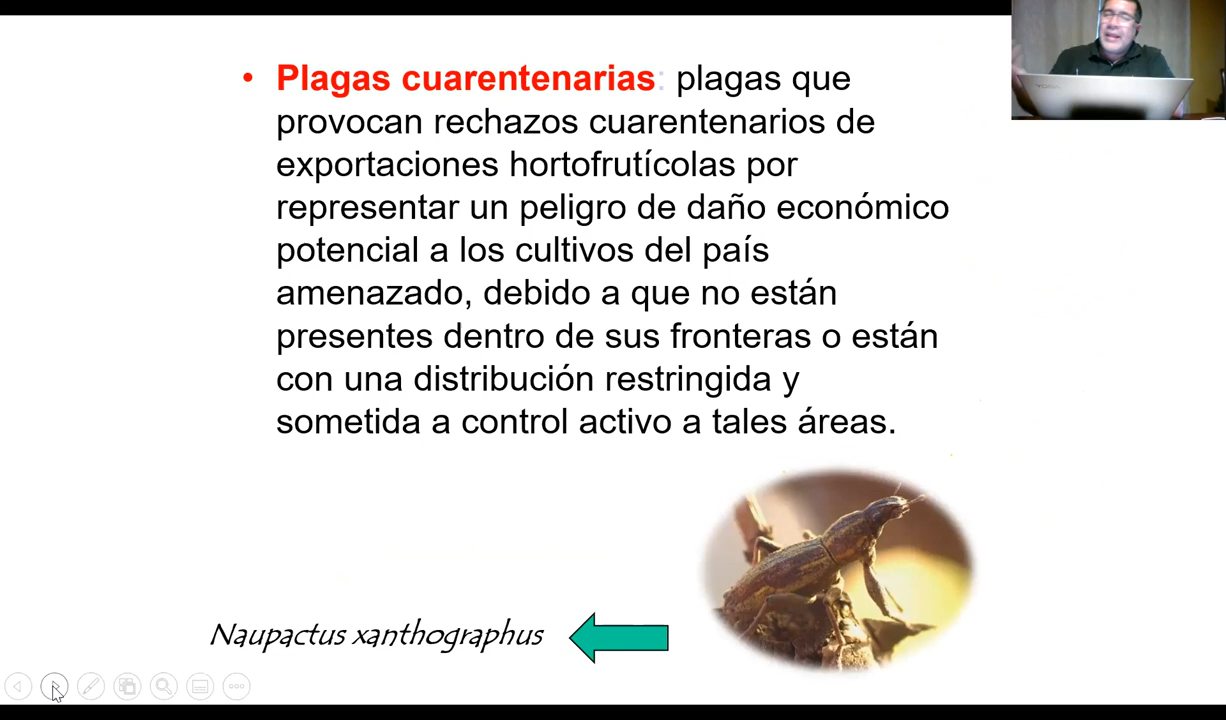 • Plagas cuarentenarias: plagas que
provocan rechazos cuarentenarios de
exportaciones hortofrutícolas por
representar un peligro de daño económico
potencial a los cultivos del país
amenazado, debido a que no están
presentes dentro de sus fronteras o están
con una distribución restringida y
sometida a control activo a tales áreas.
Naupactus xanthographus